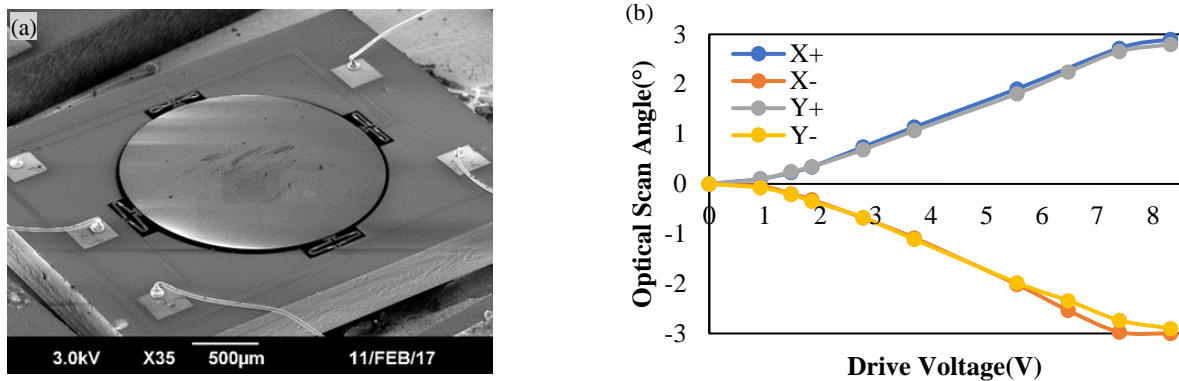 (a)
3.0kV X35 500µm 11/FEB/17
(b)
Optical Scan Angle(°)
3
2
1
0
-1
-2
-3
X+
X-
Y+
Y-
0 1 2 3 4 5 6 7 8
Drive Voltage(V)